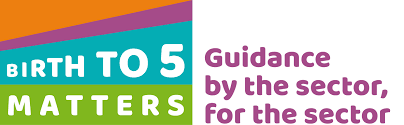 BIRTH TO 5
MATTERS
Guidance
by the sector,
for the sector